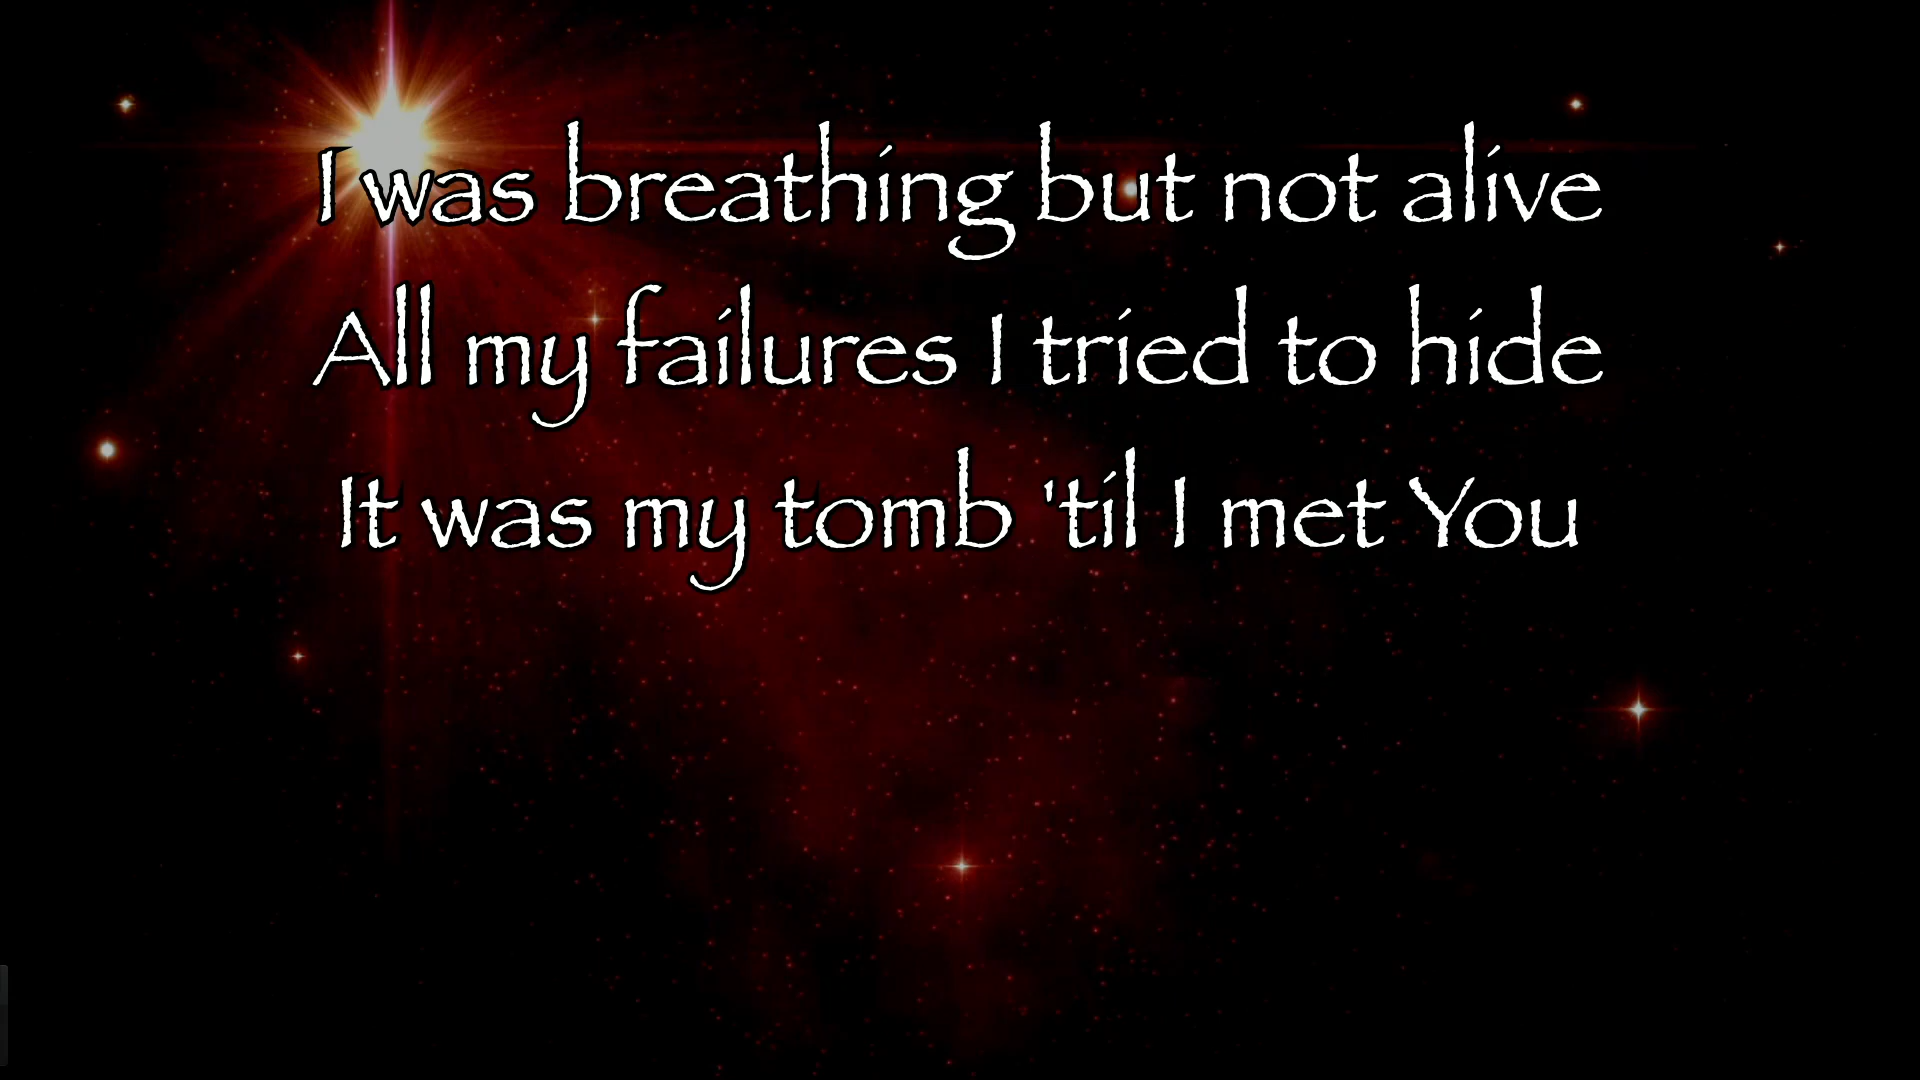 I was breathing but not alive
All my failures I tried to hide
It was my tomb 'til I met You